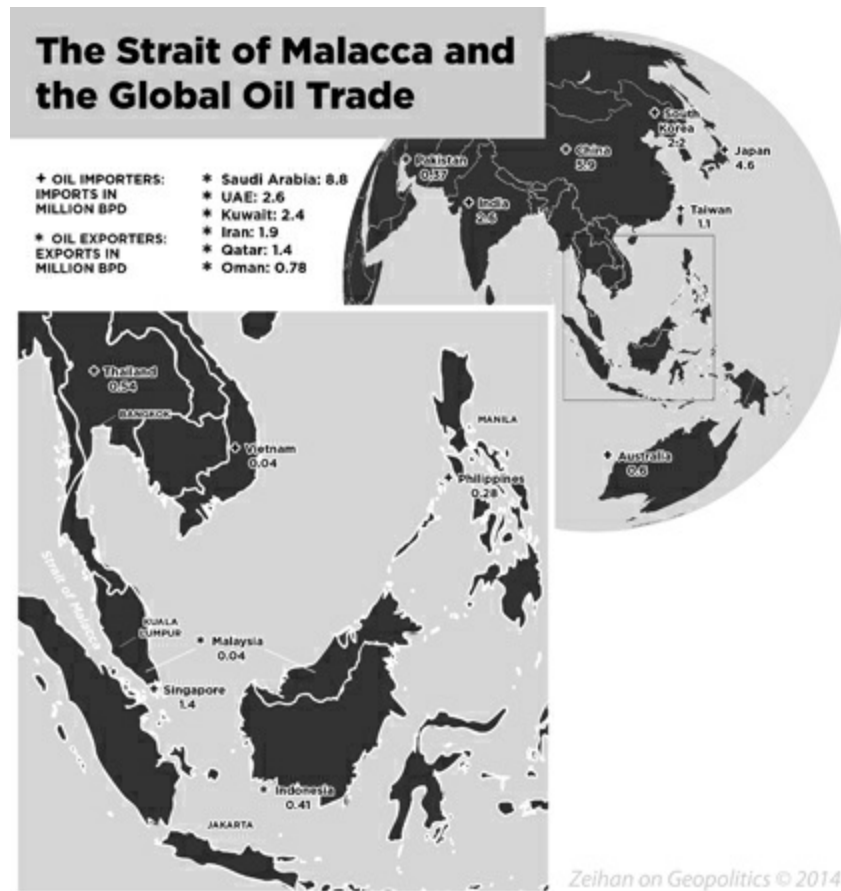 The Strait of Malacca and
the Global Oil Trade
+ OIL IMPORTERS:
IMPORTS IN
MILLION BPD
* OIL EXPORTERS:
EXPORTS IN
MILLION BPD
* Saudi Arabia: 8.8
* UAE: 2.6
* Kuwait: 2.4
* Iran: 1.9
* Qatar: 1.4
* Oman: 0.78
+ Pakistan
0.37
+ India
2.6
+ China
5.9
+ South
Korea
2.2
+ Japan
4.6
+ Taiwan
1.1
+ Australia
0.6
+ Thailand
0.54
BANGKOK
+ Vietnam
0.04
MANILA
+ Philippines
0.28
Strait of Malacca
KUALA
LUMPUR
* Malaysia
0.04
+ Singapore
1.4
* Indonesia
0.41
JAKARTA
Zeihan on Geopolitics © 2014